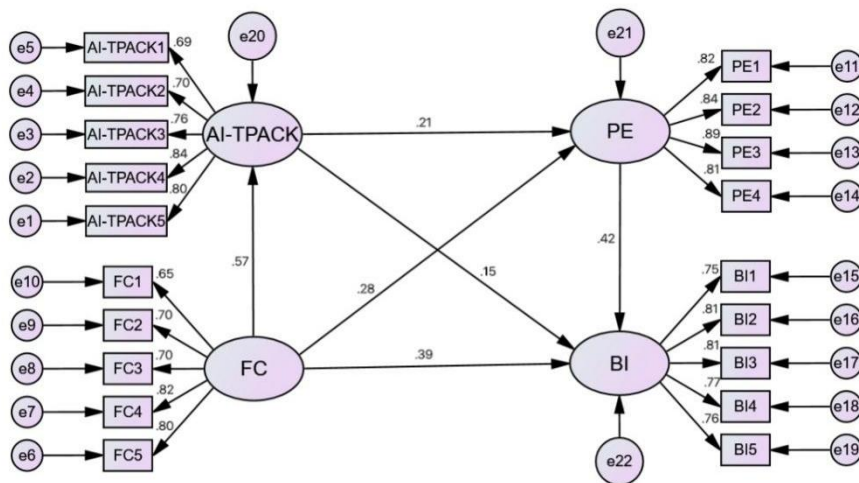 e5 AI-TPACK1 .69
e4 AI-TPACK2 .70
e3 AI-TPACK3 .76
e2 AI-TPACK4 .84
e1 AI-TPACK5 .80
e20
AI-TPACK
e21
PE
.82 PE1 e11
.84 PE2 e12
.89 PE3 e13
.81 PE4 e14
.21
.57
.28
.15
.42
.39
e10 FC1 .65
e9 FC2 .70
e8 FC3 .70
e7 FC4 .82
e6 FC5 .80
FC
BI
e22
.75 BI1 e15
.81 BI2 e16
.81 BI3 e17
.77 BI4 e18
.76 BI5 e19